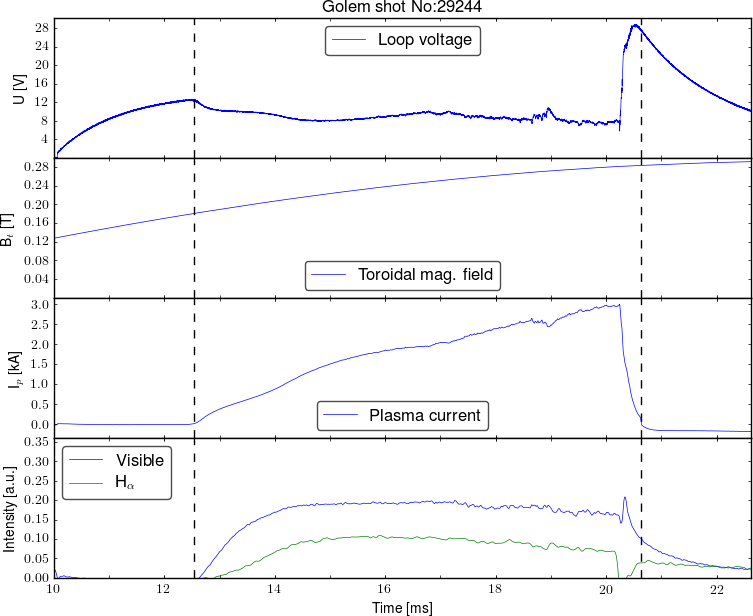 Golem shot No:29244
U [V]
28
24
20
16
12
8
4
Loop voltage
B_t [T]
0.28
0.24
0.20
0.16
0.12
0.08
0.04
Toroidal mag. field
I_p [kA]
3.0
2.5
2.0
1.5
1.0
0.5
0.0
Plasma current
Intensity [a.u.]
0.35
0.30
0.25
0.20
0.15
0.10
0.05
0.00
Visible
H_α
10 12 14 16 18 20 22
Time [ms]